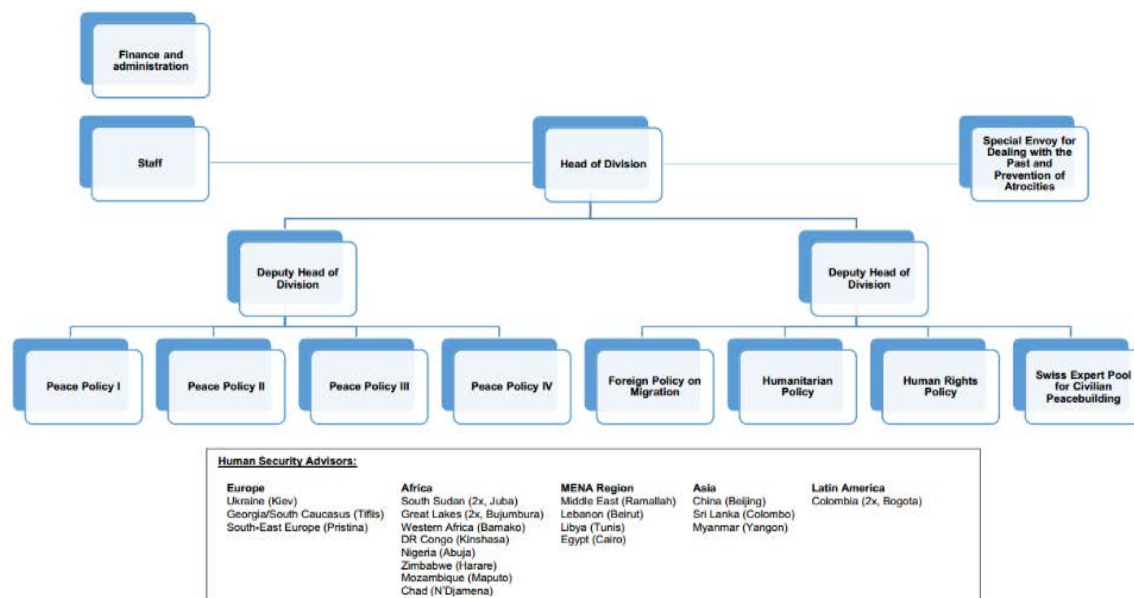 Finance and
administration
Staff
Head of Division
Special Envoy for
Dealing with the
Past and
Prevention of
Atrocities
Deputy Head of
Division
Deputy Head of
Division
Peace Policy I
Peace Policy II
Peace Policy III
Peace Policy IV
Foreign Policy on
Migration
Humanitarian
Policy
Human Rights
Policy
Swiss Expert Pool
for Civilian
Peacebuilding
Human Security Advisors:
Europe
Ukraine (Kiev)
Georgia/South Caucasus (Tiflis)
South-East Europe (Pristina)
Africa
South Sudan (2x, Juba)
Great Lakes (2x, Bujumbura)
Western Africa (Bamako)
DR Congo (Kinshasa)
Nigeria (Abuja)
Zimbabwe (Harare)
Mozambique (Maputo)
Chad (N'Djamena)
MENA Region
Middle East (Ramallah)
Lebanon (Beirut)
Libya (Tunis)
Egypt (Cairo)
Asia
China (Beijing)
Sri Lanka (Colombo)
Myanmar (Yangon)
Latin America
Colombia (2x, Bogota)